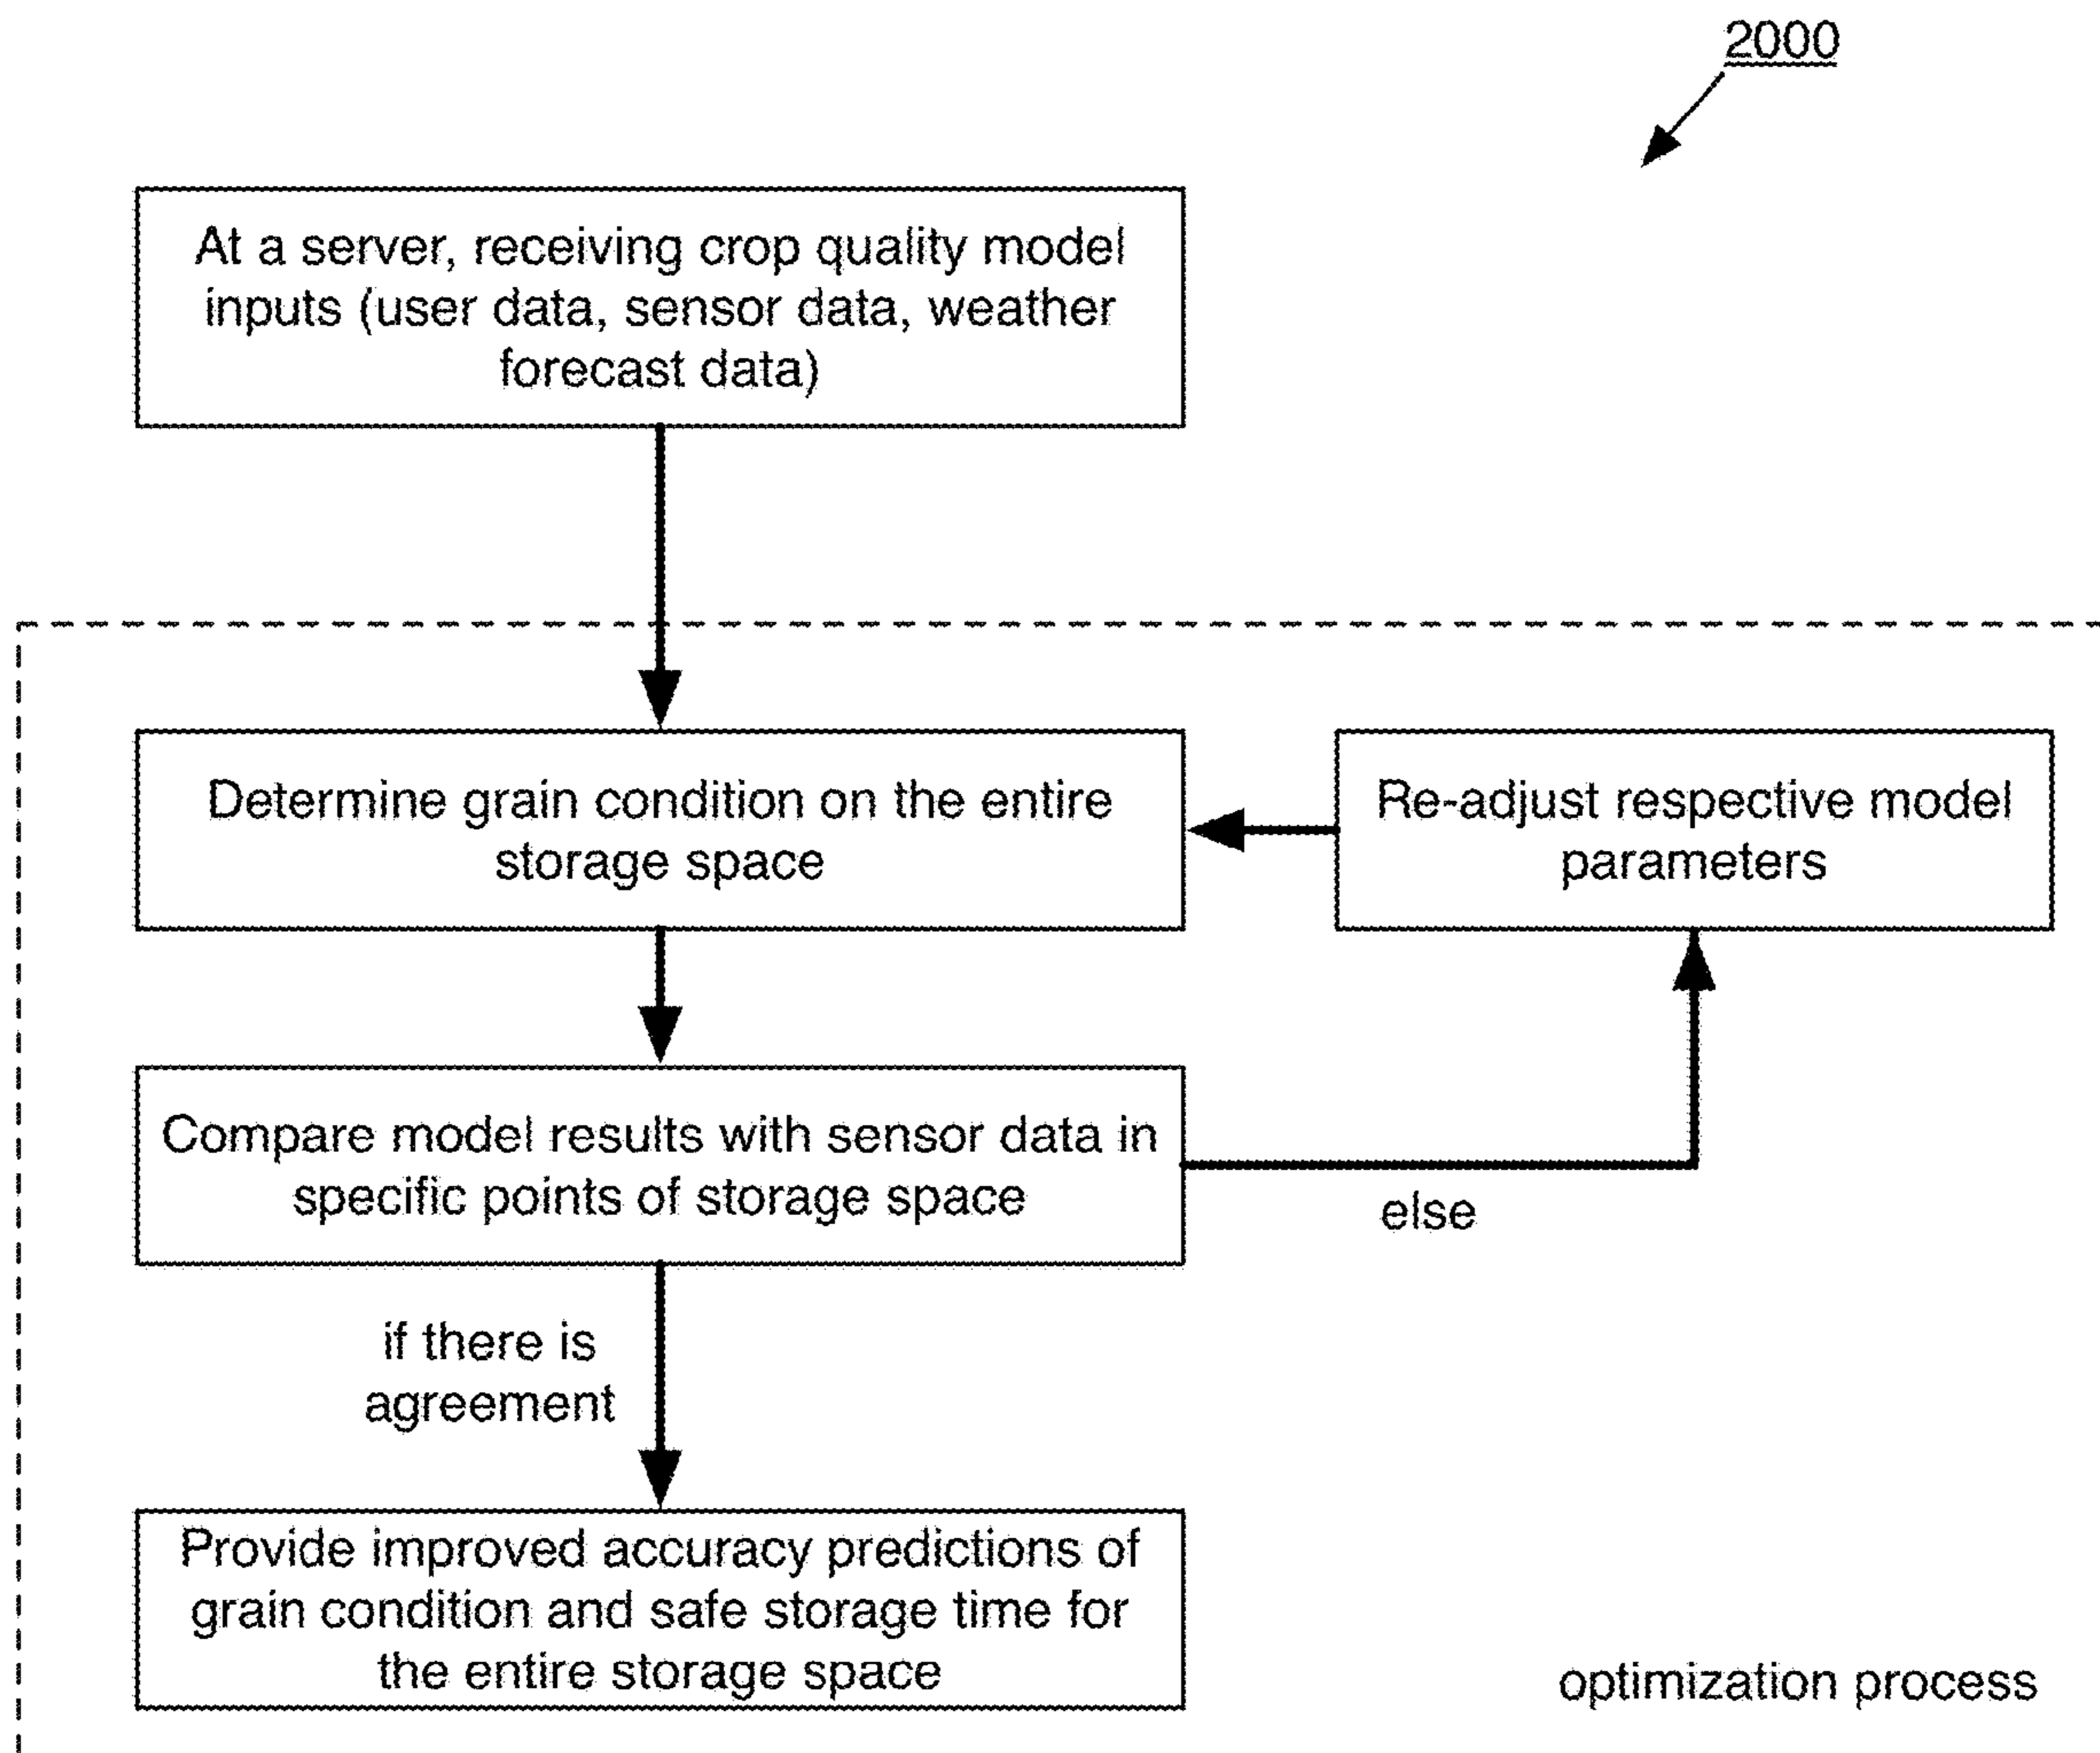 2000
At a server, receiving crop quality model
inputs (user data, sensor data, weather
forecast data)
Determine grain condition on the entire
storage space
Re-adjust respective model
parameters
Compare model results with sensor data in
specific points of storage space
else
if there is
agreement
Provide improved accuracy predictions of
grain condition and safe storage time for
the entire storage space
optimization process